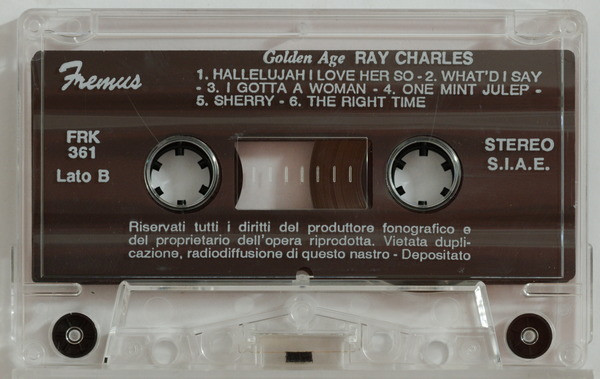 Golden Age RAY CHARLES
Fremus
1. HALLELUJAH I LOVE HER SO - 2. WHAT'D I SAY
- 3. I GOTTA A WOMAN - 4. ONE MINT JULEP -
5. SHERRY - 6. THE RIGHT TIME
FRK
361
Lato B
STEREO
S.I.A.E.
Riservati tutti i diritti del produttore fonografico e
del proprietario dell'opera riprodotta. Vietata dupli-
cazione, radiodiffusione di questo nastro - Depositato